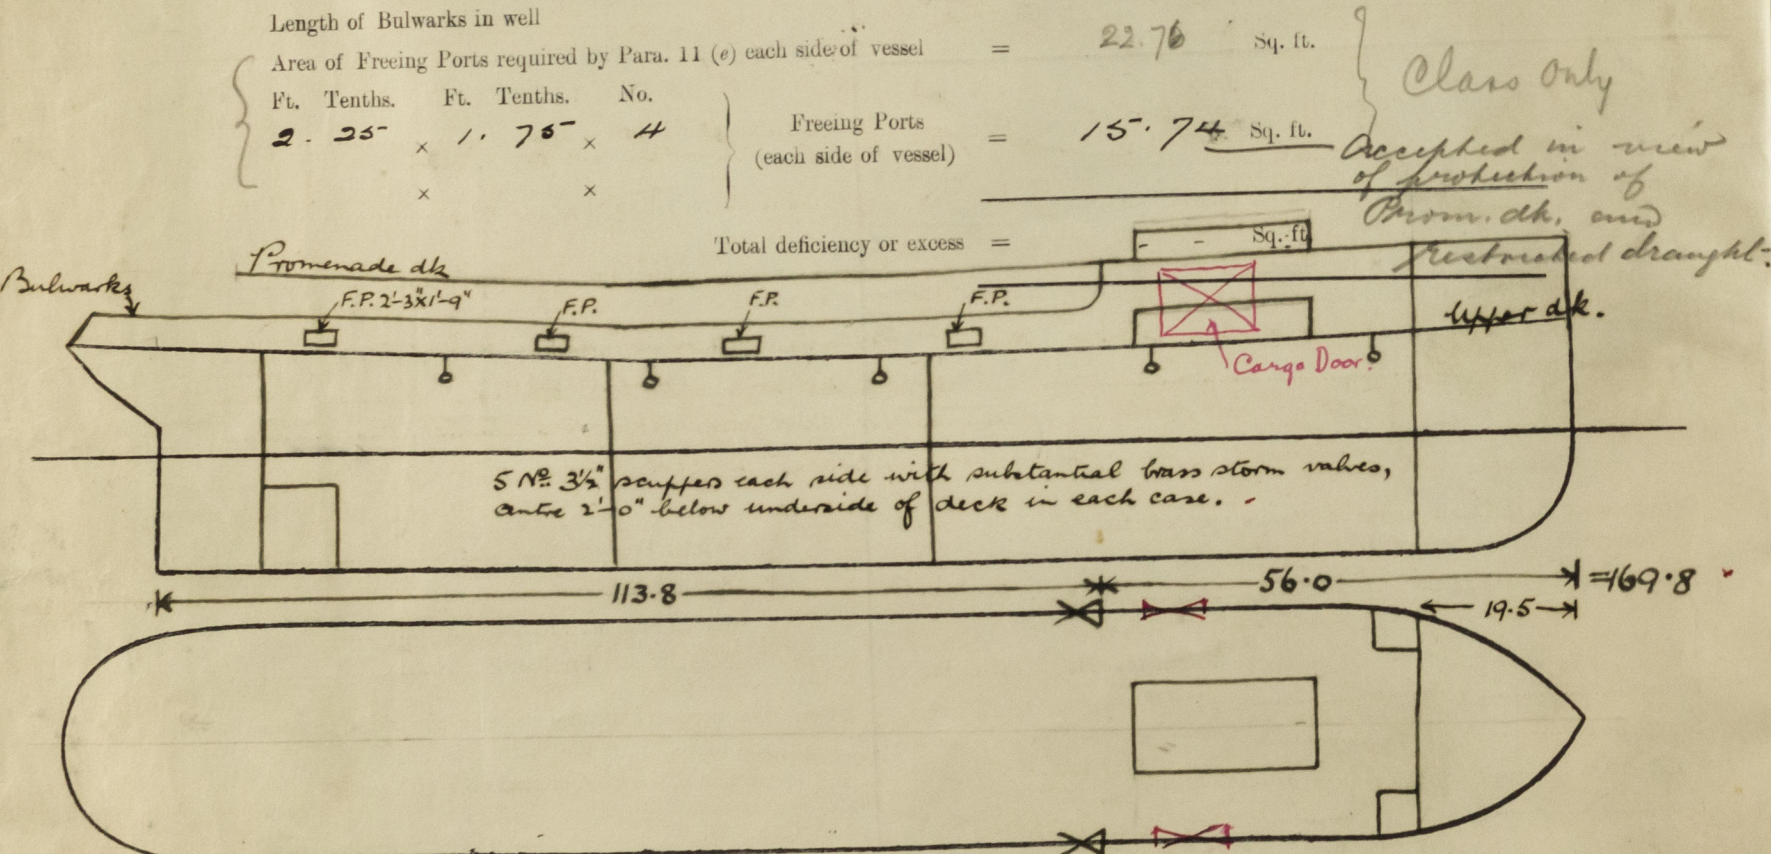 Length of Bulwarks in well
Area of Freeing Ports required by Para. 11 (e) each side of vessel = 22.76 Sq. ft.
Class Only
Ft. Tenths. Ft. Tenths. No.
2 . 25 × 1 . 75 × 4
Freeing Ports
(each side of vessel)
= 15.74 Sq. ft.
× ×
Accepted in view
of protection of
Prom. dk. and
restricted draught.
Total deficiency or excess = - - Sq. ft
Promenade dk
Bulwarks
F.P. 2'-3"x1'-9"
F.P.
F.P.
F.P.
Upper dk.
Cargo Door.
5 No. 3½" scuppers each side with substantial brass storm valves,
centre 2'-0" below underside of deck in each case.
113.8
56.0
=169.8
19.5